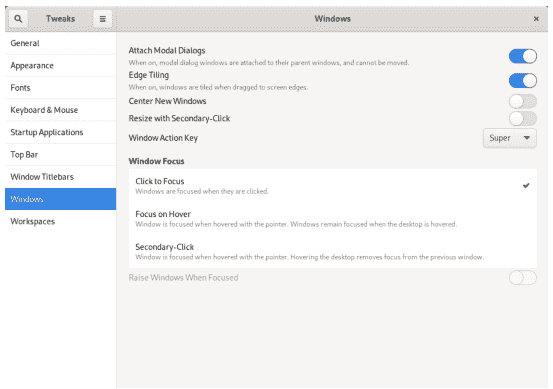 Tweaks
Windows
General
Appearance
Fonts
Keyboard & Mouse
Startup Applications
Top Bar
Window Titlebars
Windows
Workspaces
Attach Modal Dialogs
When on, modal dialog windows are attached to their parent windows, and cannot be moved.
Edge Tiling
When on, windows are tiled when dragged to screen edges.
Center New Windows
Resize with Secondary-Click
Window Action Key
Super
Window Focus
Click to Focus
Windows are focused when they are clicked.
Focus on Hover
Window is focused when hovered with the pointer. Windows remain focused when the desktop is hovered.
Secondary-Click
Window is focused when hovered with the pointer. Hovering the desktop removes focus from the previous window.
Raise Windows When Focused